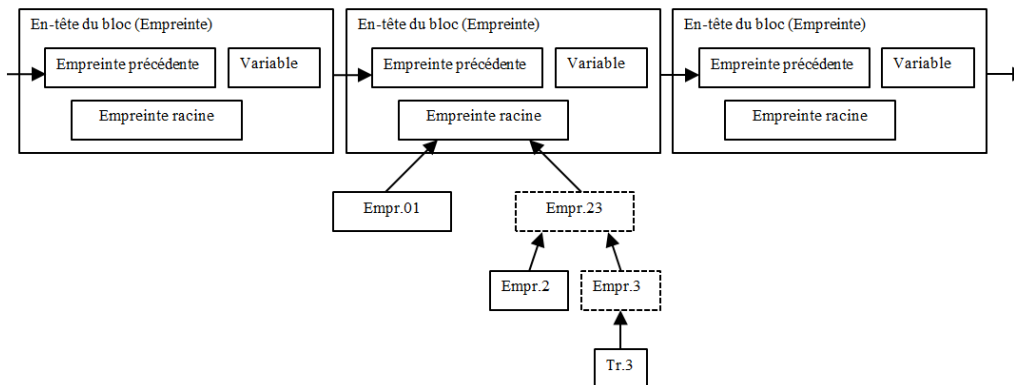 En-tête du bloc (Empreinte)
Empreinte précédente
Variable
Empreinte racine
En-tête du bloc (Empreinte)
Empreinte précédente
Variable
Empreinte racine
En-tête du bloc (Empreinte)
Empreinte précédente
Variable
Empreinte racine
Empr.01
Empr.23
Empr.2
Empr.3
Tr.3